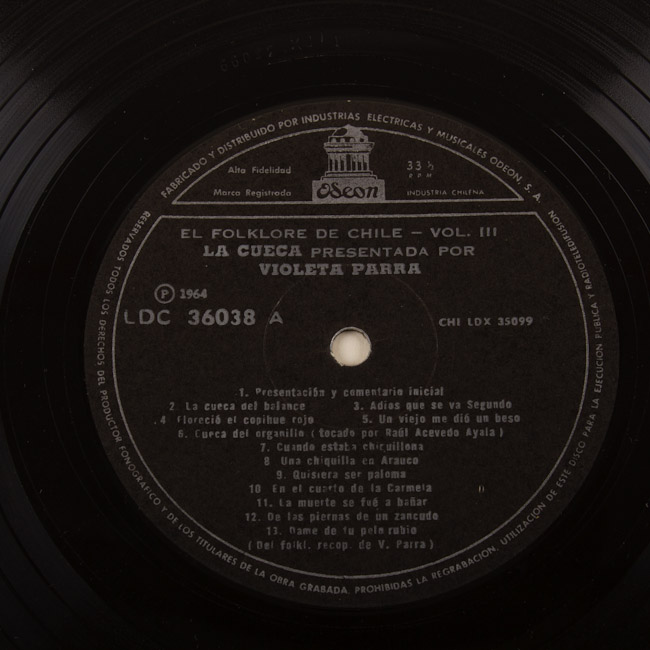 FABRICADO Y DISTRIBUIDO POR INDUSTRIAS ELECTRICAS Y MUSICALES ODEON, S. A.
Alta Fidelidad
33 ⅓
R P M
Marca Registrada
Odeon
INDUSTRIA CHILENA
EL FOLKLORE DE CHILE — VOL. III
LA CUECA PRESENTADA POR
VIOLETA PARRA
Ⓟ 1964
LDC 36038 A
CHI LDX 35099
1. Presentación y comentario inicial
2 La cueca del balance 3. Adios que se va Segundo
4 Floreció el copihue rojo 5. Un viejo me dió un beso
6. Cueca del organillo ( tocado por Raúl Acevedo Ayala )
7. Cuando estaba chiquillona
8 Una chiquilla en Arauco
9. Quisiera ser paloma
10 En el cuarto de la Carmela
11. La muerte se fué a bañar
12. De las piernas de un zancudo
13. Dame de tu pelo rubio
( Del folkl. recop. de V. Parra )
RESERVADOS TODOS LOS DERECHOS DEL PRODUCTOR FONOGRAFICO Y DE LOS TITULARES DE LA OBRA GRABADA. PROHIBIDAS LA REGRABACION, UTILIZACION DE ESTE DISCO PARA LA EJECUCION PUBLICA Y RADIOTELEDIFUSION